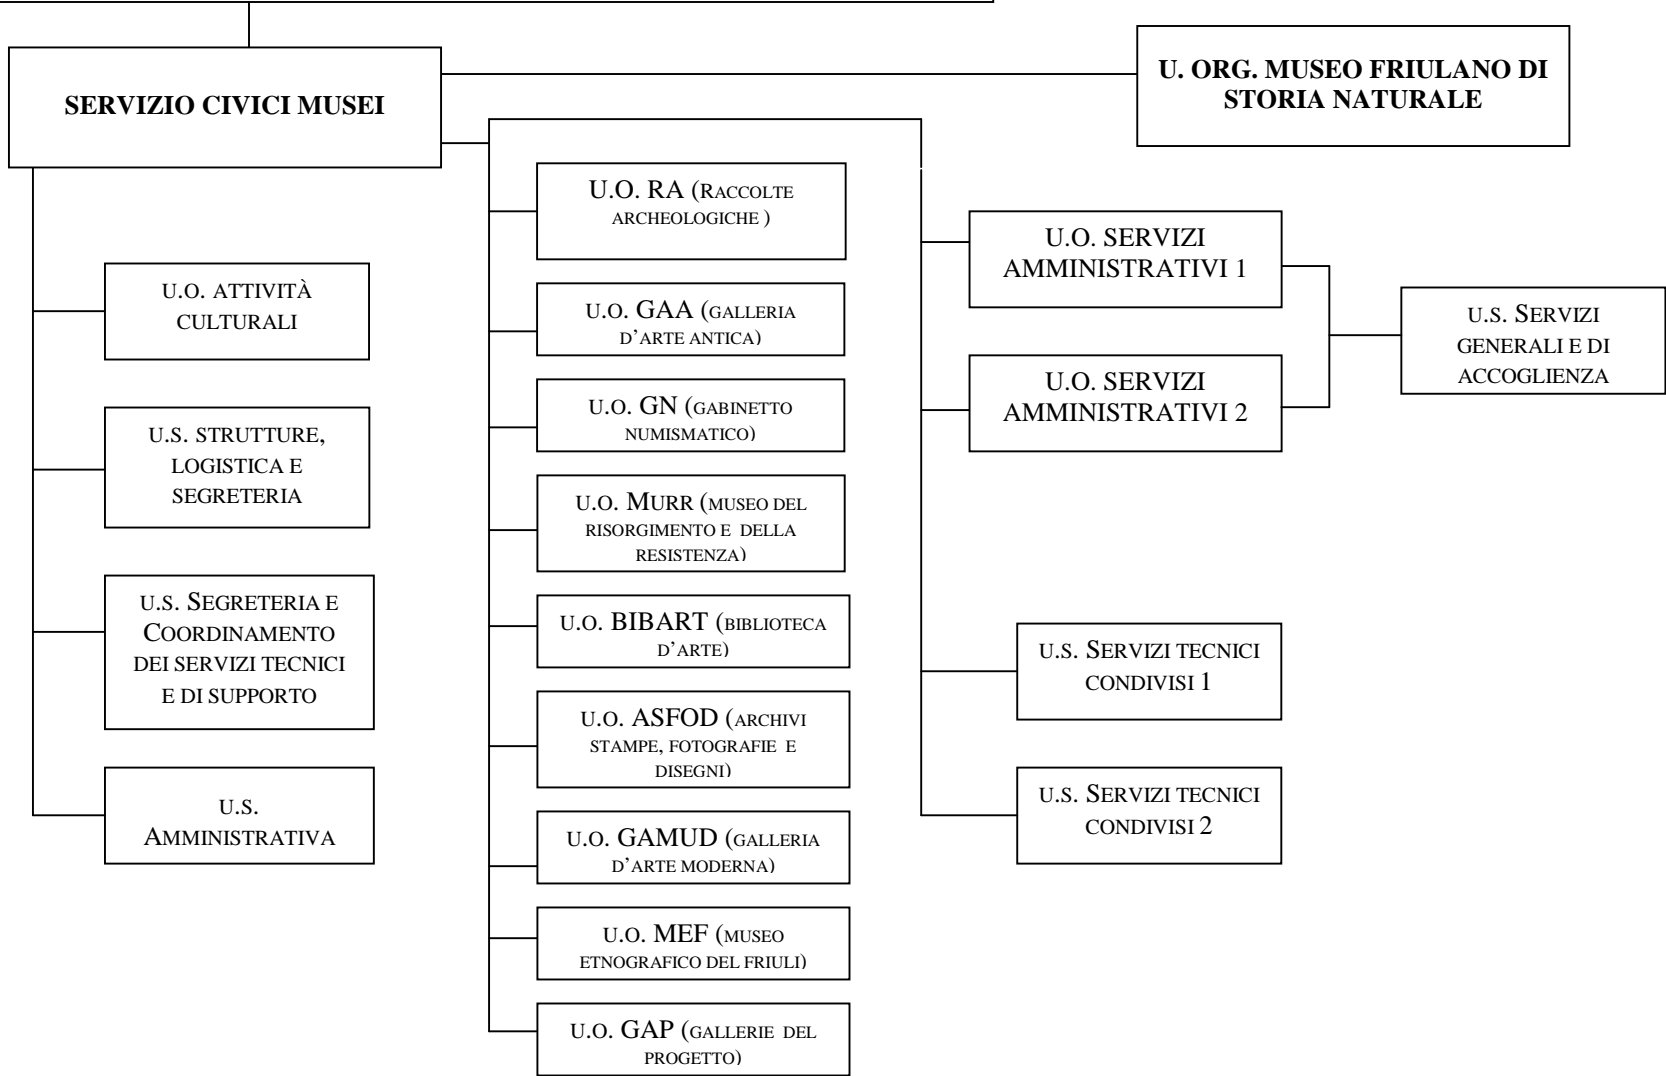 SERVIZIO CIVICI MUSEI
U. ORG. MUSEO FRIULANO DI
STORIA NATURALE
U.O. ATTIVITÀ
CULTURALI
U.S. STRUTTURE,
LOGISTICA E
SEGRETERIA
U.S. SEGRETERIA E
COORDINAMENTO
DEI SERVIZI TECNICI
E DI SUPPORTO
U.S.
AMMINISTRATIVA
U.O. RA (RACCOLTE
ARCHEOLOGICHE )
U.O. GAA (GALLERIA
D'ARTE ANTICA)
U.O. GN (GABINETTO
NUMISMATICO)
U.O. MURR (MUSEO DEL
RISORGIMENTO E DELLA
RESISTENZA)
U.O. BIBART (BIBLIOTECA
D'ARTE)
U.O. ASFOD (ARCHIVI
STAMPE, FOTOGRAFIE E
DISEGNI)
U.O. GAMUD (GALLERIA
D'ARTE MODERNA)
U.O. MEF (MUSEO
ETNOGRAFICO DEL FRIULI)
U.O. GAP (GALLERIE DEL
PROGETTO)
U.O. SERVIZI
AMMINISTRATIVI 1
U.O. SERVIZI
AMMINISTRATIVI 2
U.S. SERVIZI
GENERALI E DI
ACCOGLIENZA
U.S. SERVIZI TECNICI
CONDIVISI 1
U.S. SERVIZI TECNICI
CONDIVISI 2